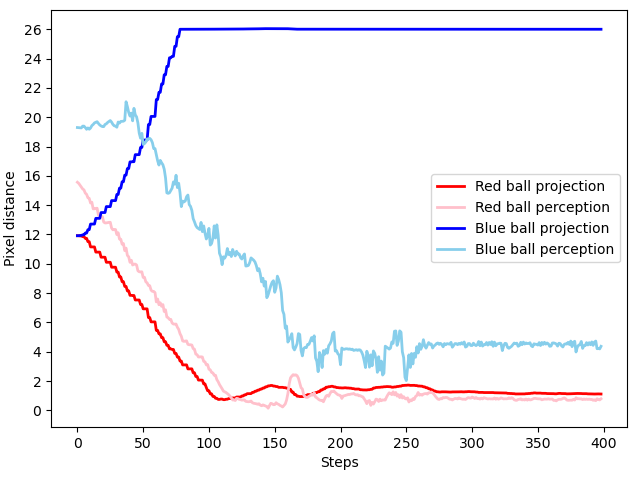 26
24
22
20
18
16
14
12
10
8
6
4
2
0
Pixel distance
Red ball projection
Red ball perception
Blue ball projection
Blue ball perception
0 50 100 150 200 250 300 350 400
Steps